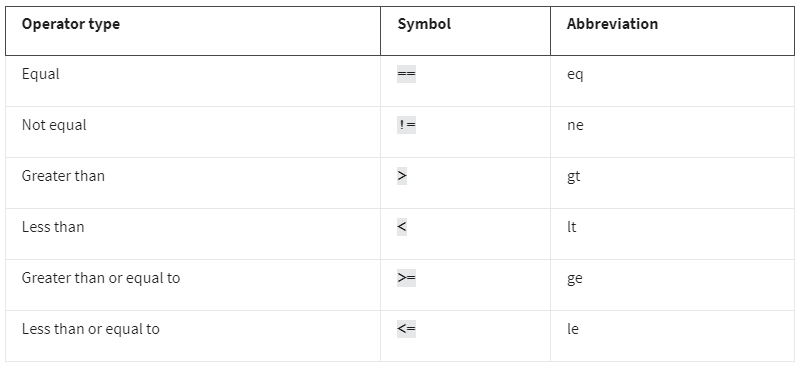 Operator type Symbol Abbreviation
Equal == eq
Not equal != ne
Greater than > gt
Less than < lt
Greater than or equal to >= ge
Less than or equal to <= le